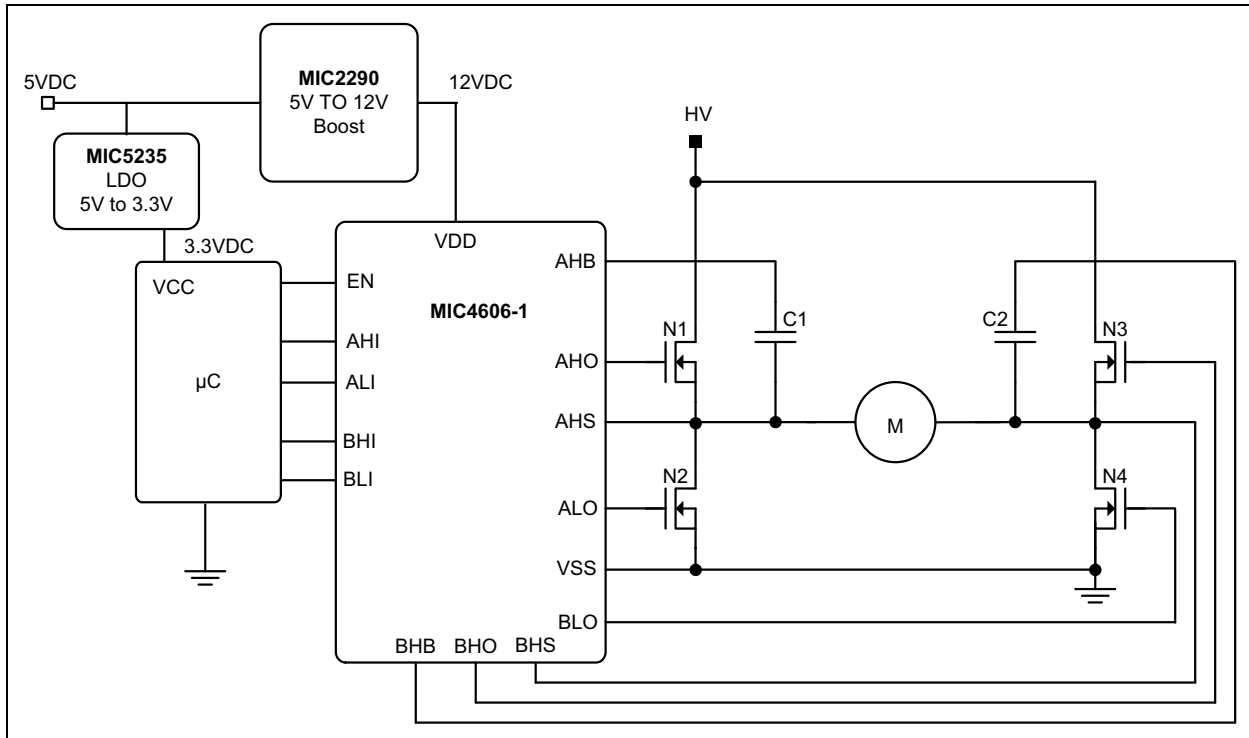 5VDC
MIC2290
5V TO 12V
Boost
12VDC
MIC5235
LDO
5V to 3.3V
3.3VDC
VCC
µC
VDD
MIC4606-1
EN
AHI
ALI
BHI
BLI
AHB
AHO
AHS
ALO
VSS
BLO
BHB BHO BHS
HV
N1
C1
C2
N3
M
N2
N4